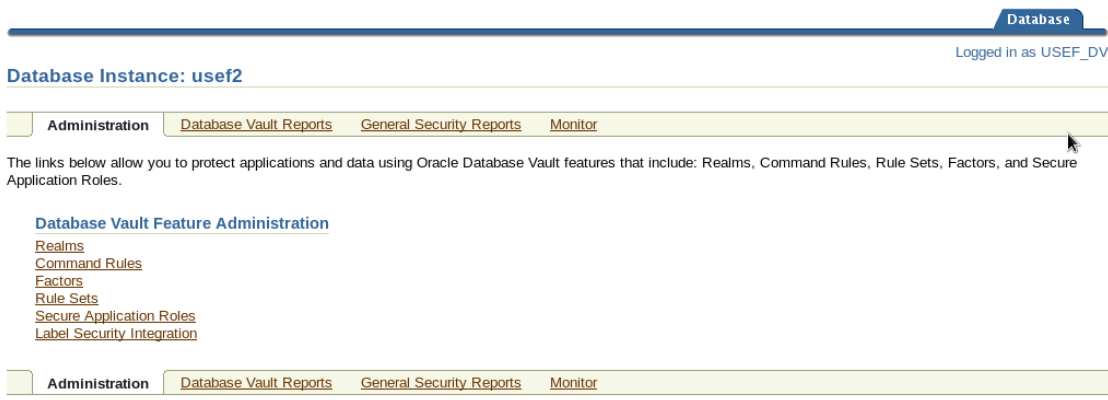 Database
Logged in as USEF_DV
Database Instance: usef2
Administration Database Vault Reports General Security Reports Monitor
The links below allow you to protect applications and data using Oracle Database Vault features that include: Realms, Command Rules, Rule Sets, Factors, and Secure
Application Roles.
Database Vault Feature Administration
Realms
Command Rules
Factors
Rule Sets
Secure Application Roles
Label Security Integration
Administration Database Vault Reports General Security Reports Monitor